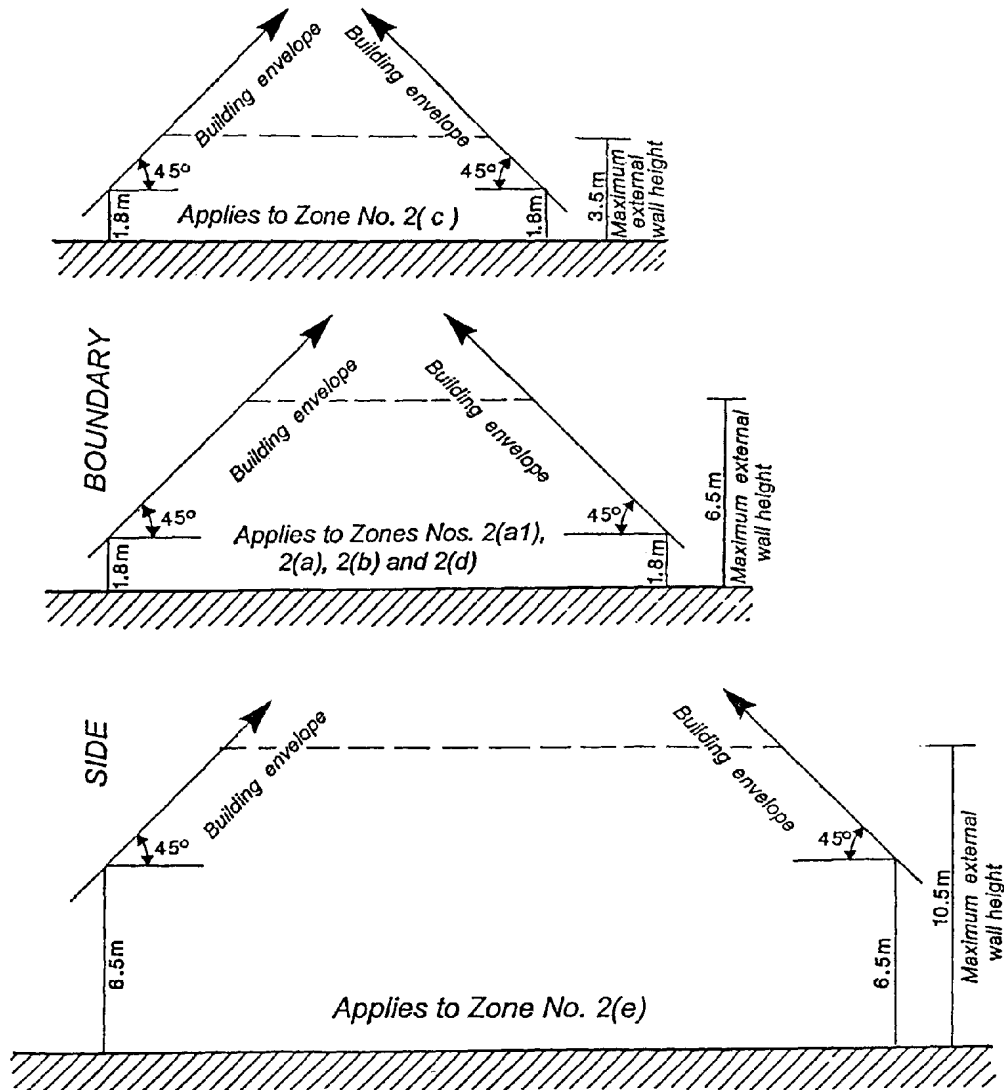 Building envelope
Building envelope
45°
45°
1.8m
Applies to Zone No. 2( c )
1.8m
3.5m
Maximum
external
wall height
BOUNDARY
Building envelope
Building envelope
45°
45°
1.8m
Applies to Zones Nos. 2(a1),
2(a), 2(b) and 2(d)
1.8m
6.5m
Maximum external
wall height
SIDE
Building envelope
Building envelope
45°
45°
6.5m
6.5m
10.5m
Maximum external
wall height
Applies to Zone No. 2(e)